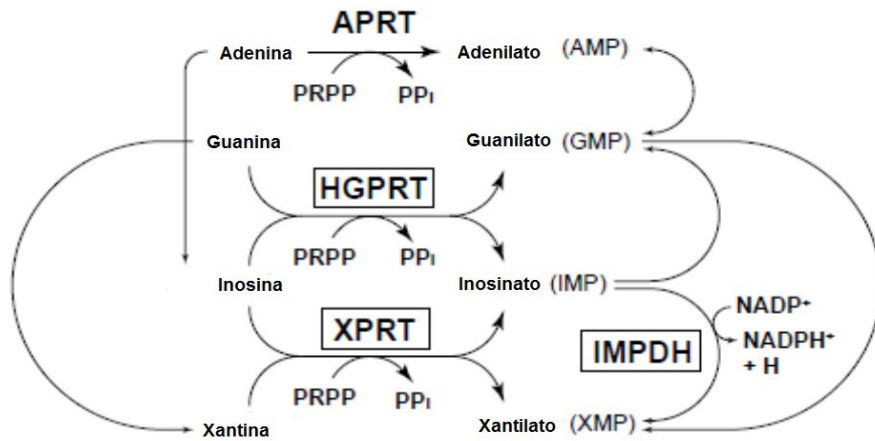 APRT
Adenina
Adenilato (AMP)
PRPP
PPI
Guanina
Guanilato (GMP)
HGPRT
PRPP
PPI
Inosina
Inosinato (IMP)
NADP+
XPRT
IMPDH
NADPH+
+ H
PRPP
PPI
Xantina
Xantilato (XMP)